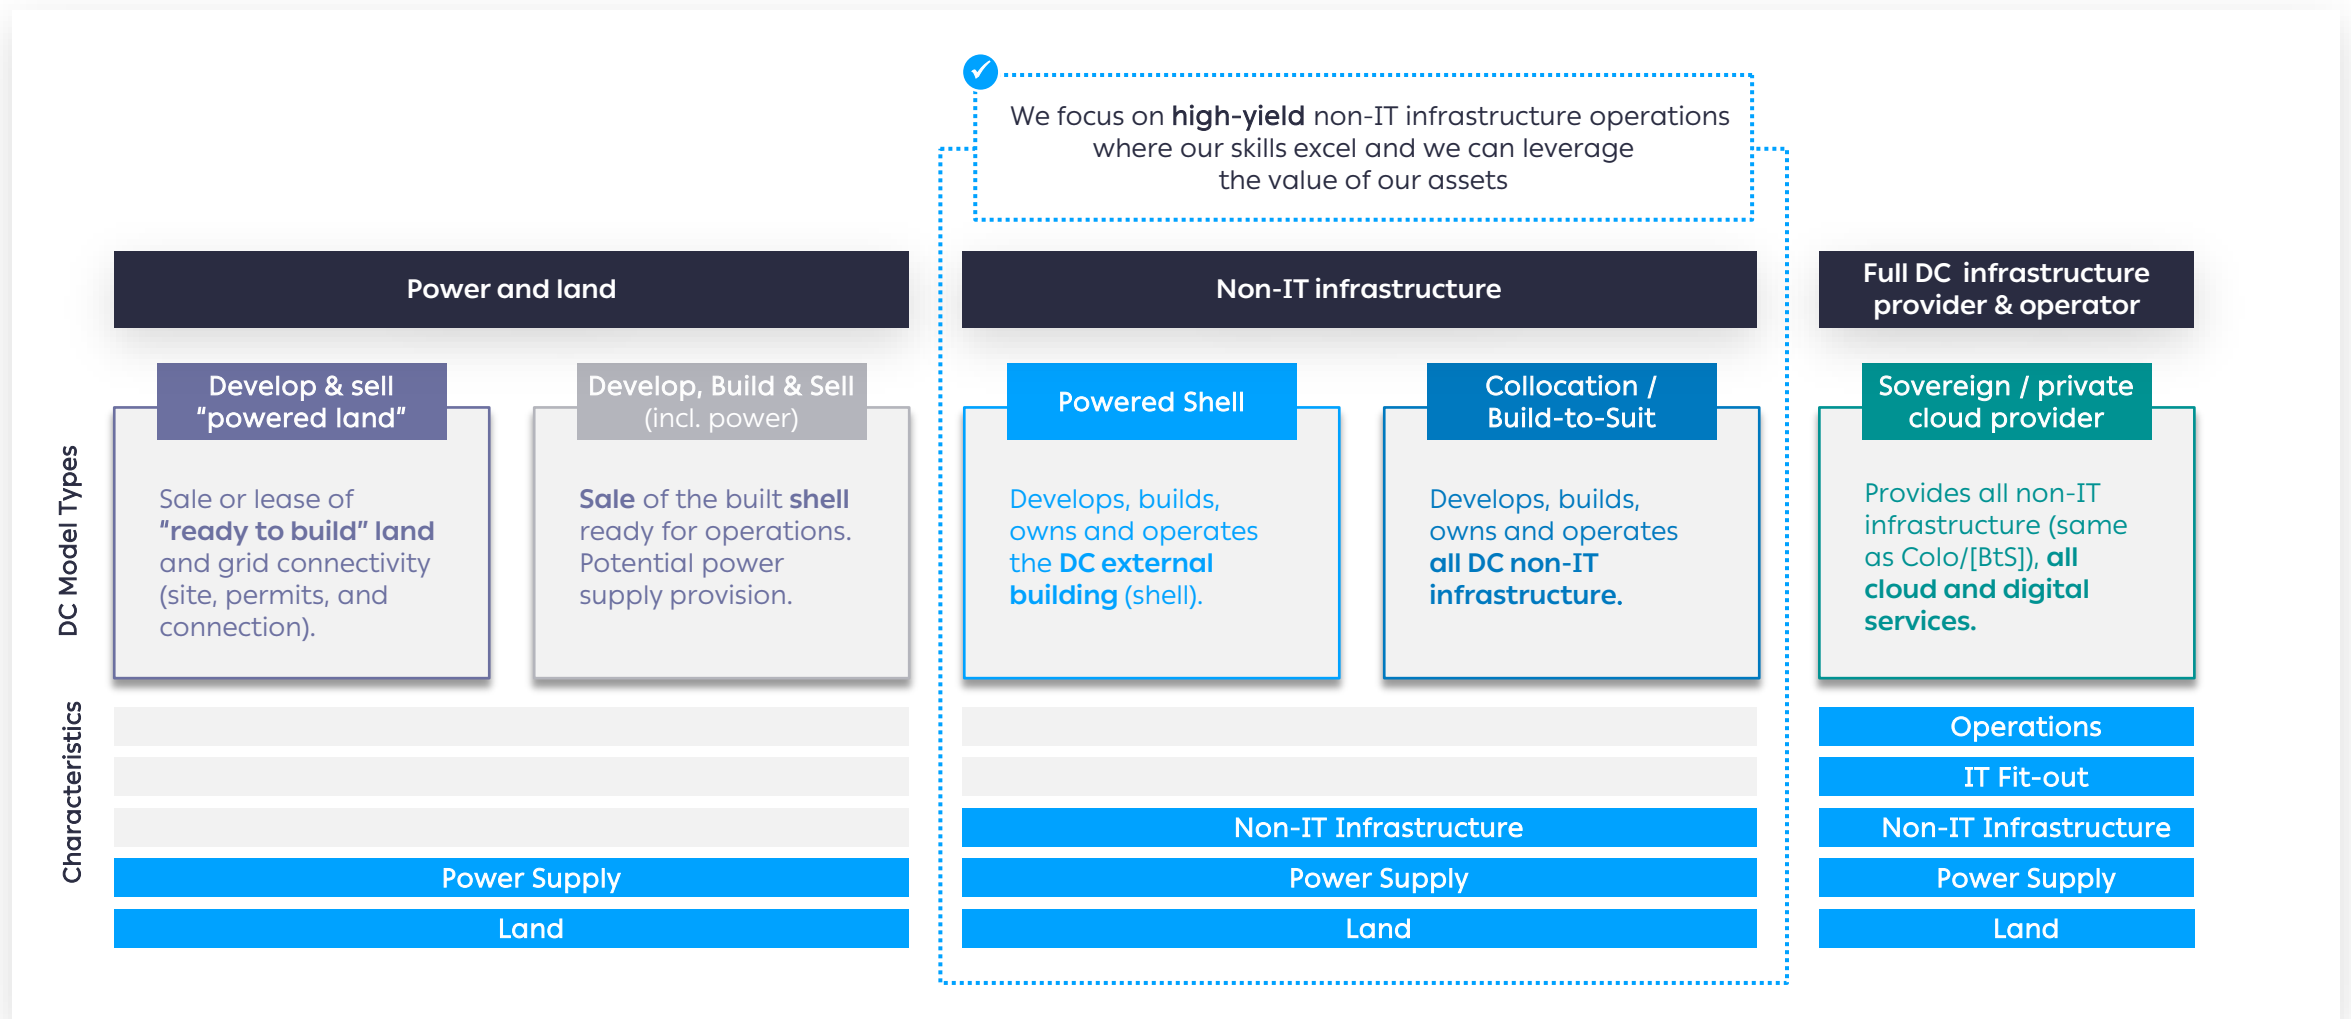 We focus on high-yield non-IT infrastructure operations
where our skills excel and we can leverage
the value of our assets
Power and land
Non-IT infrastructure
Full DC infrastructure
provider & operator
DC Model Types
Develop & sell
“powered land”
Sale or lease of
“ready to build” land
and grid connectivity
(site, permits, and
connection).
Develop, Build & Sell
(incl. power)
Sale of the built shell
ready for operations.
Potential power
supply provision.
Powered Shell
Develops, builds,
owns and operates
the DC external
building (shell).
Collocation /
Build-to-Suit
Develops, builds,
owns and operates
all DC non-IT
infrastructure.
Sovereign / private
cloud provider
Provides all non-IT
infrastructure (same
as Colo/[BtS]), all
cloud and digital
services.
Characteristics
Power Supply
Land
Non-IT Infrastructure
Power Supply
Land
Operations
IT Fit-out
Non-IT Infrastructure
Power Supply
Land